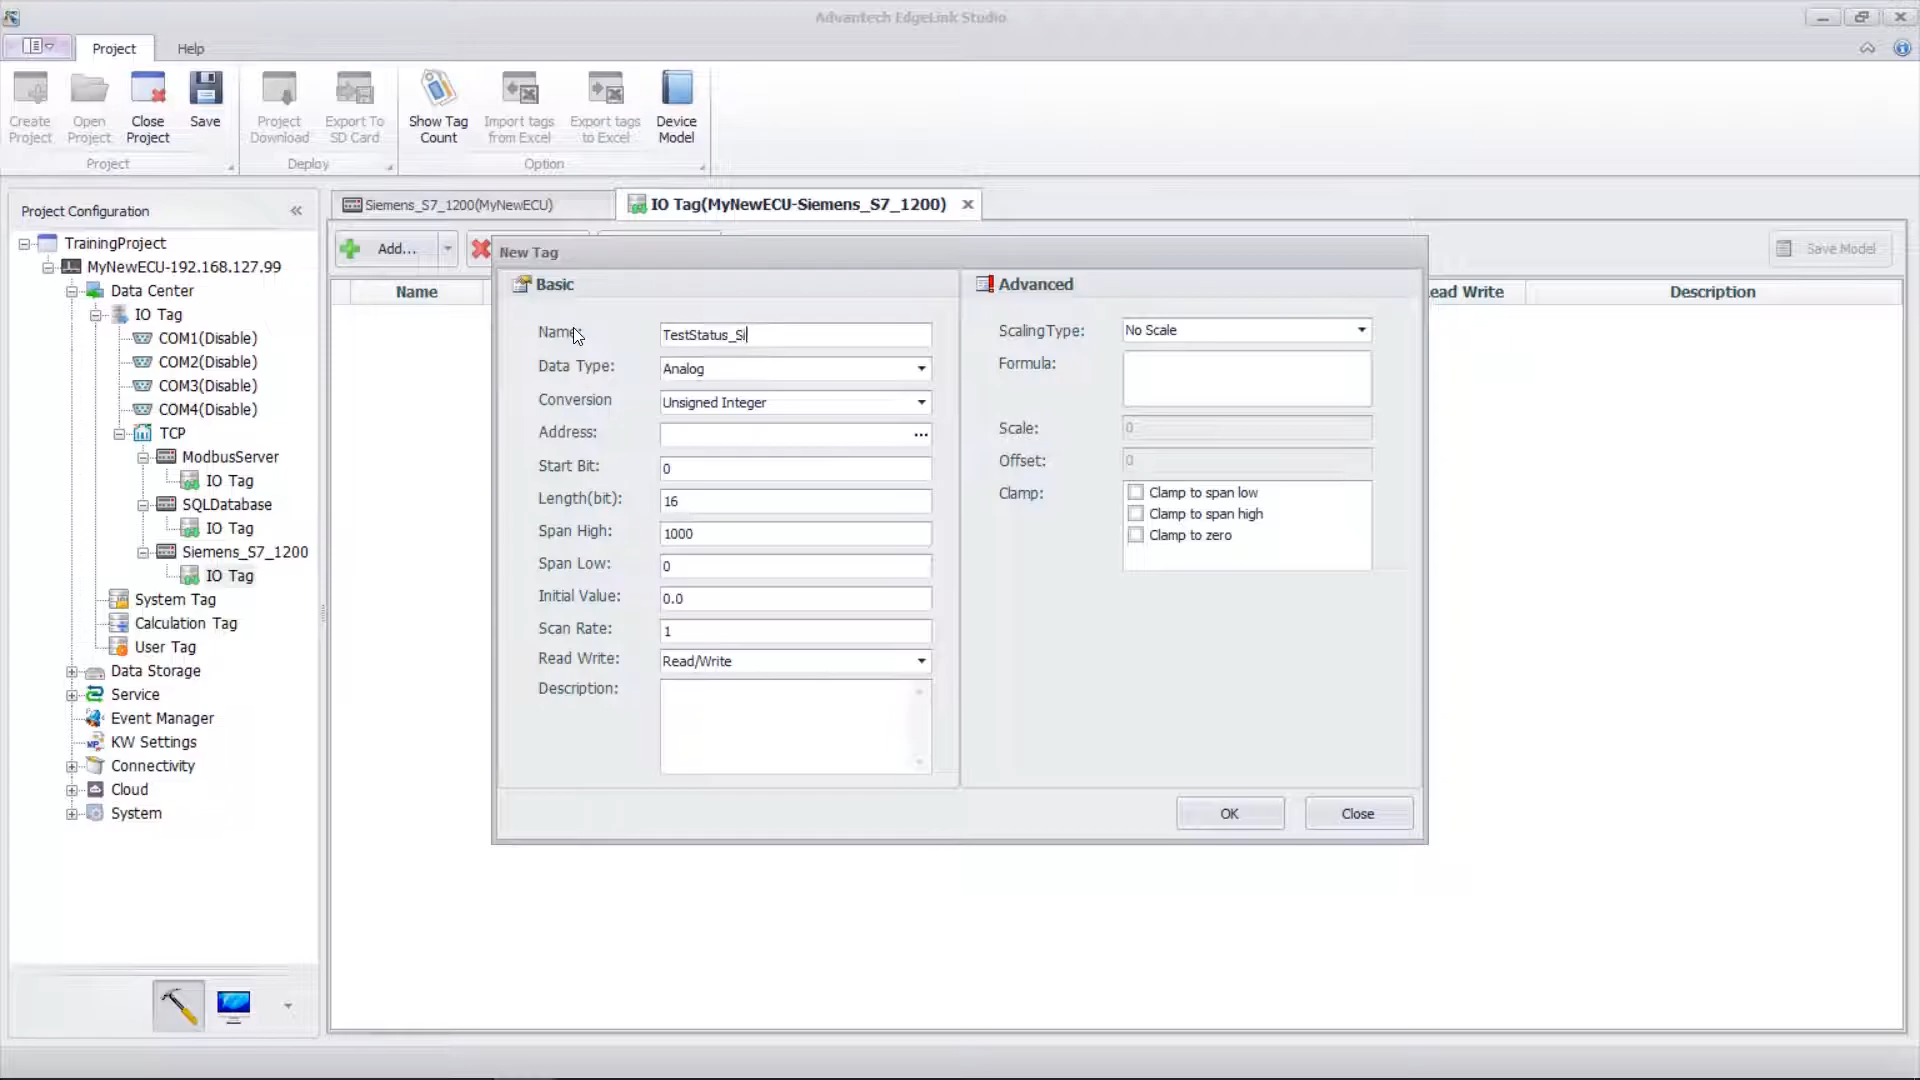 Advantech EdgeLink Studio
Project
Help
Create Project
Open Project
Close Project
Save
Project Download
Export To SD Card
Show Tag Count
Import tags from Excel
Export tags to Excel
Device Model
Project
Deploy
Option
Project Configuration
TrainingProject
MyNewECU-192.168.127.99
Data Center
IO Tag
COM1(Disable)
COM2(Disable)
COM3(Disable)
COM4(Disable)
TCP
ModbusServer
IO Tag
SQLDatabase
IO Tag
Siemens_S7_1200
IO Tag
System Tag
Calculation Tag
User Tag
Data Storage
Service
Event Manager
KW Settings
Connectivity
Cloud
System
Siemens_S7_1200(MyNewECU)
IO Tag(MyNewECU-Siemens_S7_1200)
Add...
Save Model
Name
ead Write
Description
New Tag
Basic
Name:
TestStatus_Si
Data Type:
Analog
Conversion
Unsigned Integer
Address:
...
Start Bit:
0
Length(bit):
16
Span High:
1000
Span Low:
0
Initial Value:
0.0
Scan Rate:
1
Read Write:
Read/Write
Description:
Advanced
ScalingType:
No Scale
Formula:
Scale:
0
Offset:
0
Clamp:
Clamp to span low
Clamp to span high
Clamp to zero
OK
Close